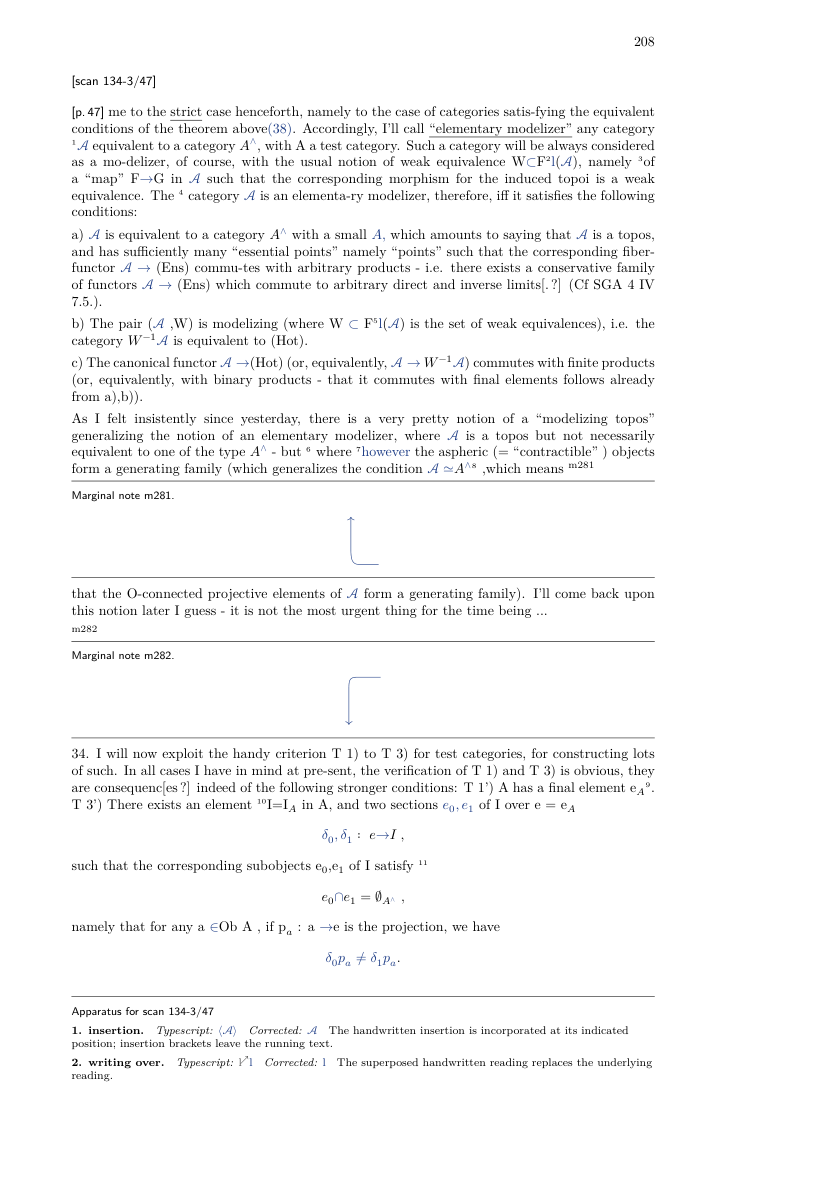 208
[scan 134-3/47]
[p. 47] me to the strict case henceforth, namely to the case of categories satis-fying the equivalent
conditions of the theorem above(38). Accordingly, I'll call “elementary modelizer” any category
¹𝒜 equivalent to a category A^, with A a test category. Such a category will be always considered
as a mo-delizer, of course, with the usual notion of weak equivalence W⊂F²l(𝒜), namely ³of
a “map” F→G in 𝒜 such that the corresponding morphism for the induced topoi is a weak
equivalence. The ⁴ category 𝒜 is an elementa-ry modelizer, therefore, iff it satisfies the following
conditions:
a) 𝒜 is equivalent to a category A^ with a small A, which amounts to saying that 𝒜 is a topos,
and has sufficiently many “essential points” namely “points” such that the corresponding fiber-
functor 𝒜 → (Ens) commu-tes with arbitrary products - i.e. there exists a conservative family
of functors 𝒜 → (Ens) which commute to arbitrary direct and inverse limits[. ?] (Cf SGA 4 IV
7.5.).
b) The pair (𝒜 ,W) is modelizing (where W ⊂ F⁵l(𝒜) is the set of weak equivalences), i.e. the
category W⁻¹𝒜 is equivalent to (Hot).
c) The canonical functor 𝒜 →(Hot) (or, equivalently, 𝒜 → W⁻¹𝒜) commutes with finite products
(or, equivalently, with binary products - that it commutes with final elements follows already
from a),b)).
As I felt insistently since yesterday, there is a very pretty notion of a “modelizing topos”
generalizing the notion of an elementary modelizer, where 𝒜 is a topos but not necessarily
equivalent to one of the type A^ - but ⁶ where ⁷however the aspheric (= “contractible” ) objects
form a generating family (which generalizes the condition 𝒜 ≃A^⁸ ,which means m281
Marginal note m281.
that the O-connected projective elements of 𝒜 form a generating family). I'll come back upon
this notion later I guess - it is not the most urgent thing for the time being ...
m282
Marginal note m282.
34. I will now exploit the handy criterion T 1) to T 3) for test categories, for constructing lots
of such. In all cases I have in mind at pre-sent, the verification of T 1) and T 3) is obvious, they
are consequenc[es ?] indeed of the following stronger conditions: T 1') A has a final element e_A⁹.
T 3') There exists an element ¹⁰I=I_A in A, and two sections e₀, e₁ of I over e = e_A
δ₀, δ₁ : e→I ,
such that the corresponding subobjects e₀,e₁ of I satisfy ¹¹
e₀∩e₁ = ∅_A^ ,
namely that for any a ∈Ob A , if p_a : a →e is the projection, we have
δ₀p_a ≠ δ₁p_a.
Apparatus for scan 134-3/47
1. insertion. Typescript: ⟨𝒜⟩ Corrected: 𝒜 The handwritten insertion is incorporated at its indicated
position; insertion brackets leave the running text.
2. writing over. Typescript: l Corrected: l The superposed handwritten reading replaces the underlying
reading.